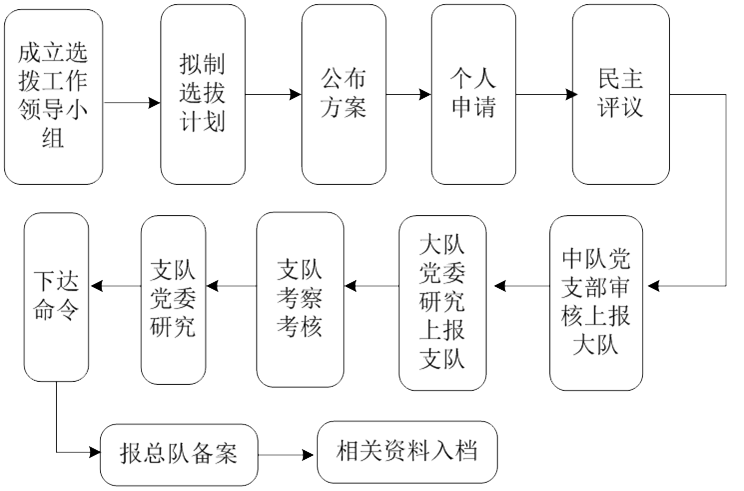 成立选
拨工作
领导小
组
拟制
选拔
计划
公布
方案
个人
申请
民主
评议
中队党
支部审
核上报
大队
大队
党委
研究
上报
支队
支队
考察
考核
支队
党委
研究
下达
命令
报总队备案
相关资料入档